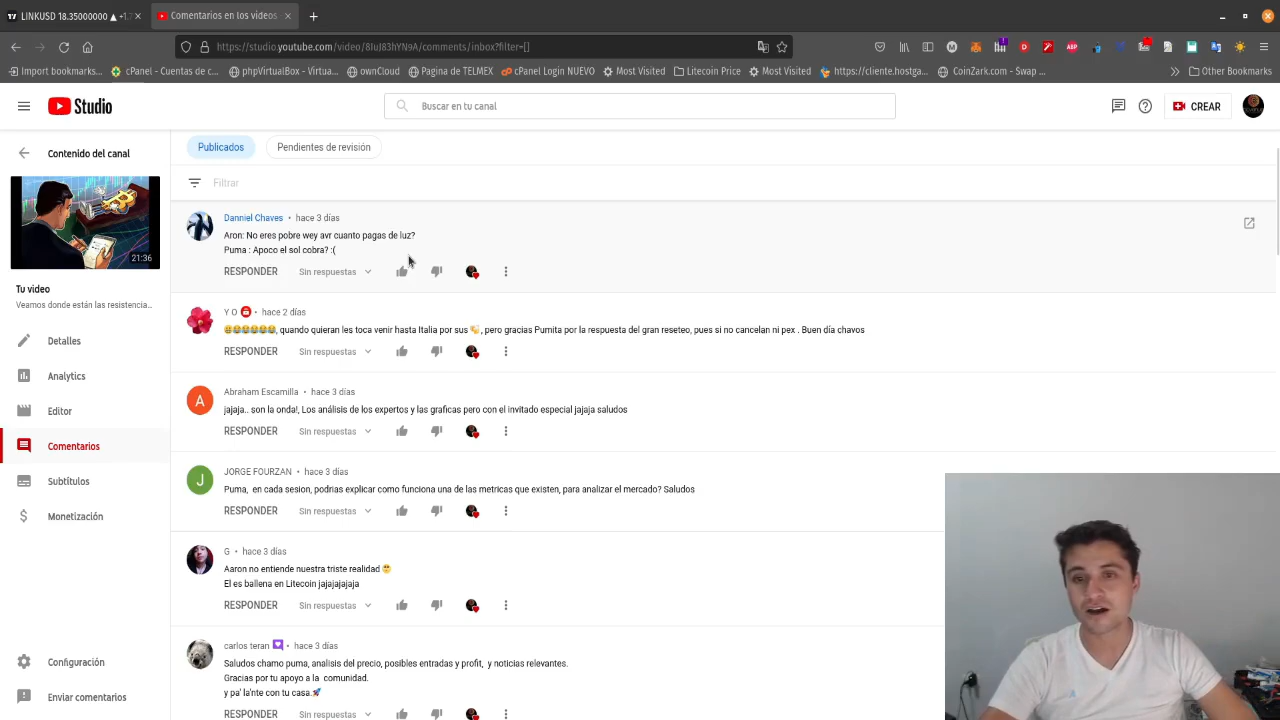 LINKUSD 18.35000000 ▲ +1.
Comentarios en los videos
https://studio.youtube.com/video/8IuJ83hYN9A/comments/inbox?filter=[]
Import bookmarks...
cPanel - Cuentas de c...
phpVirtualBox - Virtua...
ownCloud
Pagina de TELMEX
cPanel Login NUEVO
Most Visited
Litecoin Price
Most Visited
https://cliente.hostga...
CoinZark.com - Swap ...
Other Bookmarks
Studio
Buscar en tu canal
CREAR
Contenido del canal
21:36
Tu video
Veamos donde están las resistencia...
Detalles
Analytics
Editor
Comentarios
Subtítulos
Monetización
Configuración
Enviar comentarios
Publicados
Pendientes de revisión
Filtrar
Danniel Chaves • hace 3 días
Aron: No eres pobre wey avr cuanto pagas de luz?
Puma : Apoco el sol cobra? :(
RESPONDER Sin respuestas
Y O • hace 2 días
😅😂😂😂😂😂, quando quieran les toca venir hasta Italia por sus 👏, pero gracias Pumita por la respuesta del gran reseteo, pues si no cancelan ni pex . Buen día chavos
RESPONDER Sin respuestas
A
Abraham Escamilla • hace 3 días
jajaja.. son la onda!, Los análisis de los expertos y las graficas pero con el invitado especial jajaja saludos
RESPONDER Sin respuestas
J
JORGE FOURZAN • hace 3 días
Puma, en cada sesion, podrias explicar como funciona una de las metricas que existen, para analizar el mercado? Saludos
RESPONDER Sin respuestas
G • hace 3 días
Aaron no entiende nuestra triste realidad
El es ballena en Litecoin jajajajajaja
RESPONDER Sin respuestas
carlos teran • hace 3 días
Saludos chamo puma, analisis del precio, posibles entradas y profit, y noticias relevantes.
Gracias por tu apoyo a la comunidad.
y pa' la'nte con tu casa.🚀
RESPONDER Sin respuestas